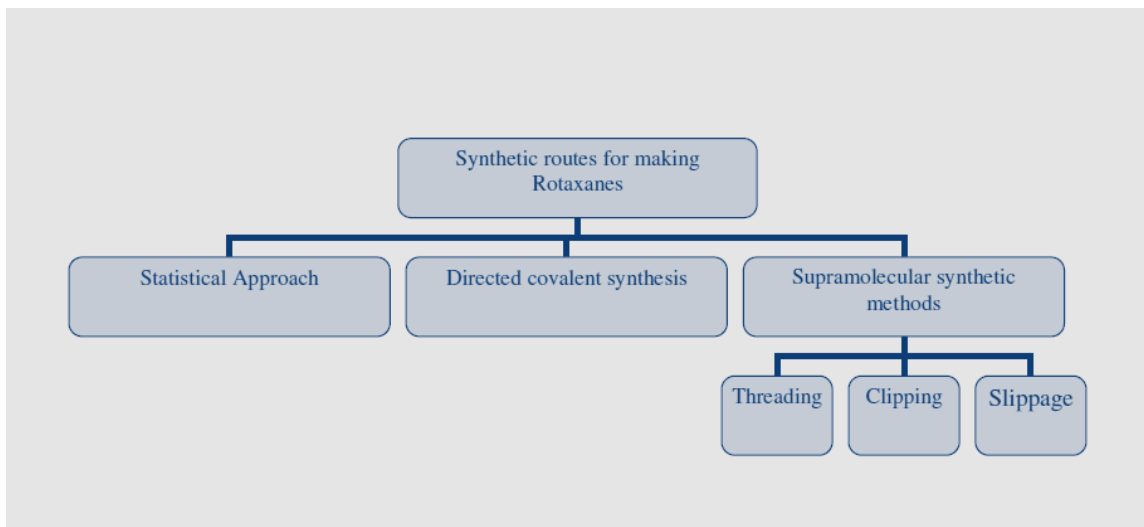 Synthetic routes for making
Rotaxanes
Statistical Approach
Directed covalent synthesis
Supramolecular synthetic
methods
Threading
Clipping
Slippage